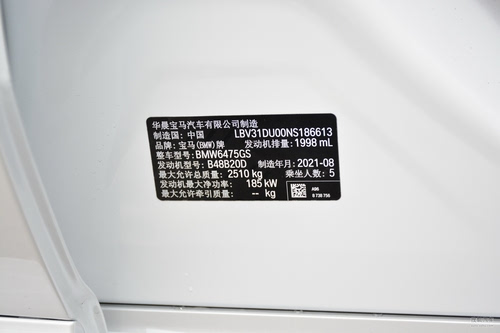 华晨宝马汽车有限公司制造
制造国: 中国 LBV31DU00NS186613
品牌: 宝马(BMW)牌 发动机排量: 1998 mL
整车型号: BMW6475GS
发动机型号: B48B20D 制造年月: 2021-08
最大允许总质量: 2510 kg 乘坐人数: 5
发动机最大净功率: 185 kW
最大允许牵引质量: -- kg
A96